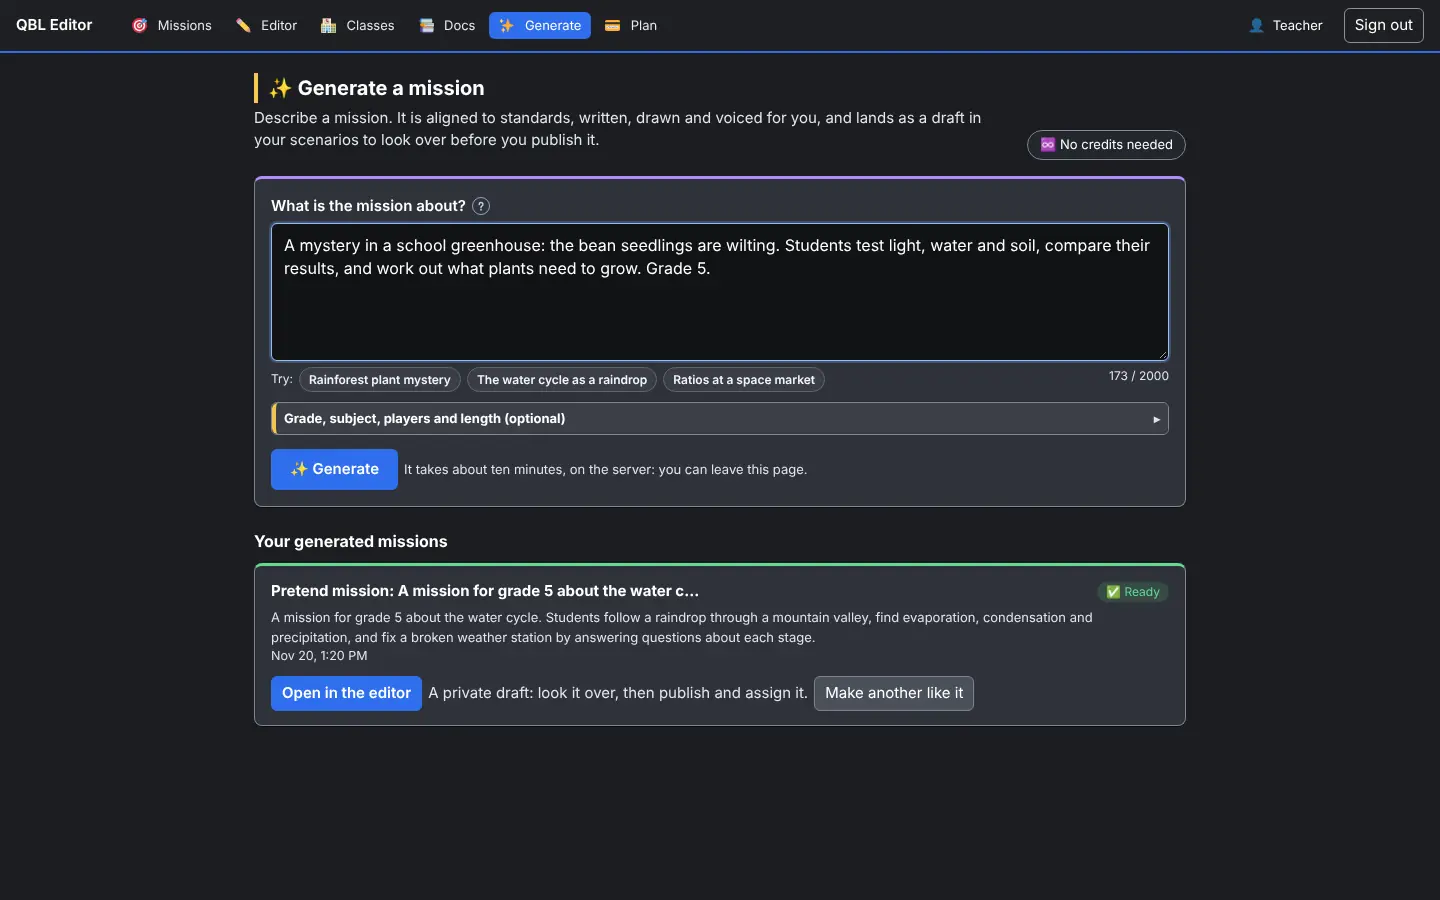 QBL Editor
🎯 Missions
✏️ Editor
🏫 Classes
📚 Docs
✨ Generate
💳 Plan
👤 Teacher
Sign out
✨ Generate a mission
Describe a mission. It is aligned to standards, written, drawn and voiced for you, and lands as a draft in
your scenarios to look over before you publish it.
♾️ No credits needed
What is the mission about? ?
A mystery in a school greenhouse: the bean seedlings are wilting. Students test light, water and soil, compare their
results, and work out what plants need to grow. Grade 5.
Try: Rainforest plant mystery The water cycle as a raindrop Ratios at a space market
173 / 2000
Grade, subject, players and length (optional) ▸
✨ Generate It takes about ten minutes, on the server: you can leave this page.
Your generated missions
Pretend mission: A mission for grade 5 about the water c...
✅ Ready
A mission for grade 5 about the water cycle. Students follow a raindrop through a mountain valley, find evaporation, condensation and
precipitation, and fix a broken weather station by answering questions about each stage.
Nov 20, 1:20 PM
Open in the editor A private draft: look it over, then publish and assign it. Make another like it